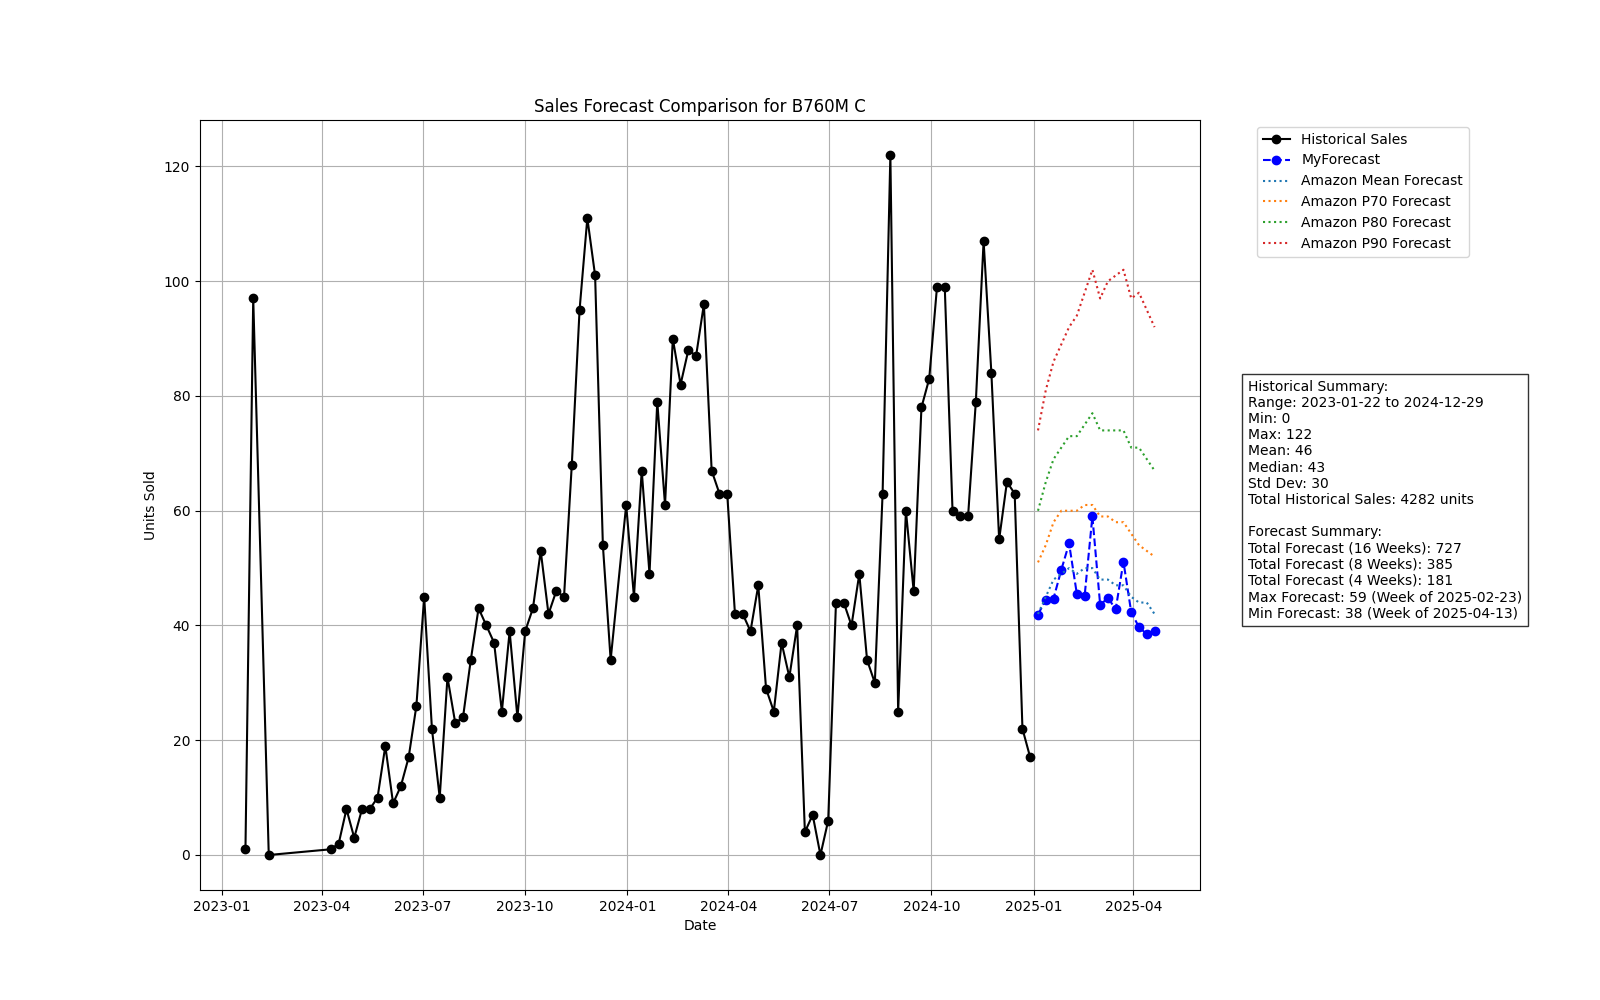 Sales Forecast Comparison for B760M C
Units Sold
120
100
80
60
40
20
0
2023-01
2023-04
2023-07
2023-10
2024-01
2024-04
2024-07
2024-10
2025-01
2025-04
Date
Historical Sales
MyForecast
Amazon Mean Forecast
Amazon P70 Forecast
Amazon P80 Forecast
Amazon P90 Forecast
Historical Summary:
Range: 2023-01-22 to 2024-12-29
Min: 0
Max: 122
Mean: 46
Median: 43
Std Dev: 30
Total Historical Sales: 4282 units
Forecast Summary:
Total Forecast (16 Weeks): 727
Total Forecast (8 Weeks): 385
Total Forecast (4 Weeks): 181
Max Forecast: 59 (Week of 2025-02-23)
Min Forecast: 38 (Week of 2025-04-13)